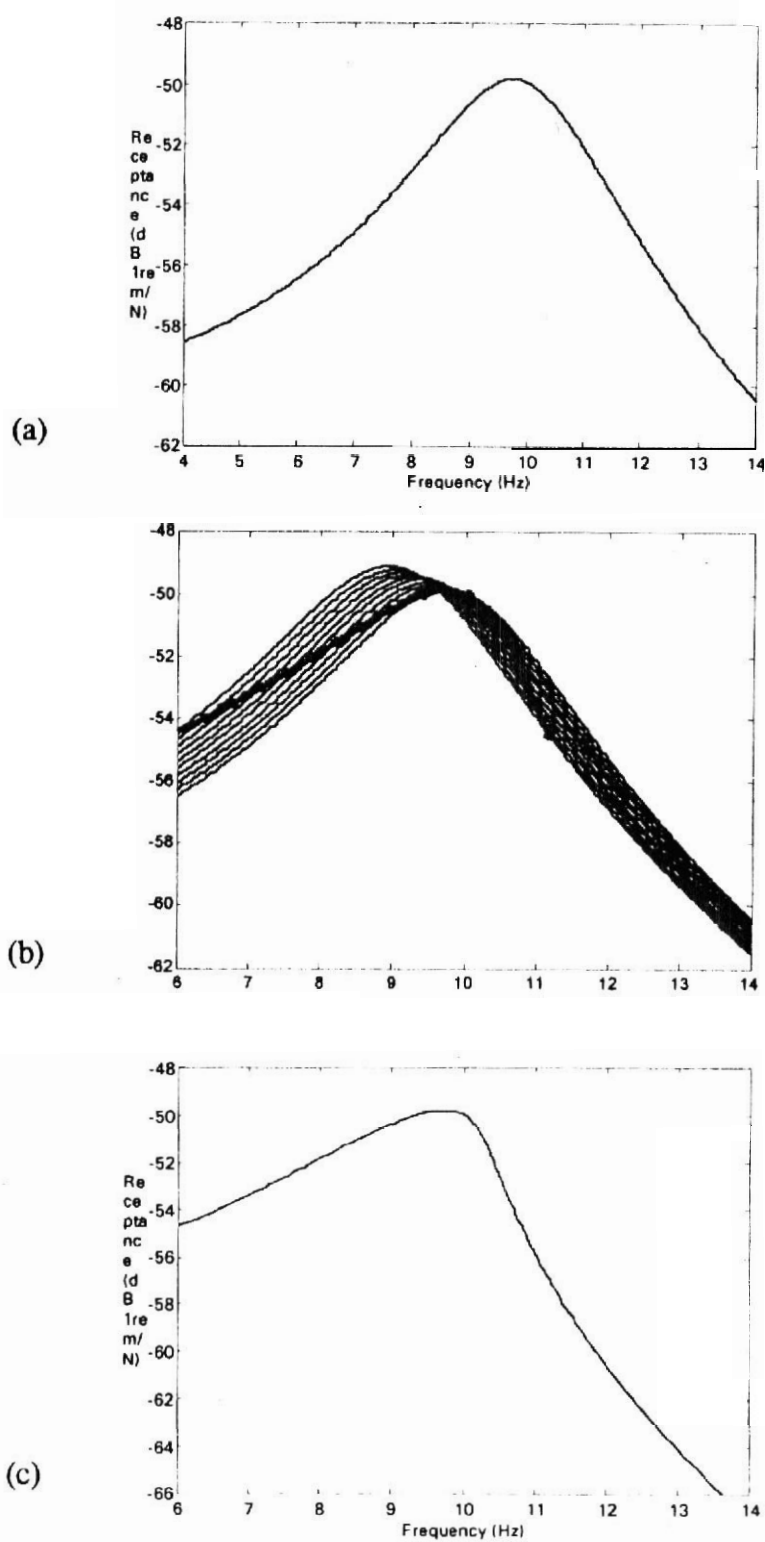 -48
-50
-52
-54
-56
-58
-60
-62
Re
ce
pta
nc
e
(d
B
1re
m/
N)
4 5 6 7 8 9 10 11 12 13 14
Frequency (Hz)
(a)
-48
-50
-52
-54
-56
-58
-60
-62
6 7 8 9 10 11 12 13 14
(b)
-48
-50
-52
-54
-56
-58
-60
-62
-64
-66
Re
ce
pta
nc
e
(d
B
1re
m/
N)
6 7 8 9 10 11 12 13 14
Frequency (Hz)
(c)